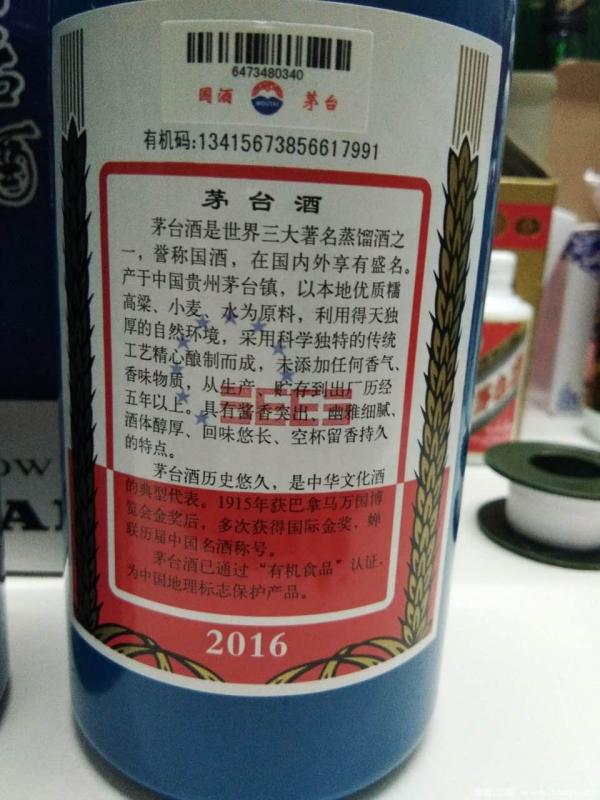 6473480340
国酒 MOUTAI 茅台
有机码:13415673856617991
茅台酒
茅台酒是世界三大著名蒸馏酒之
一,誉称国酒,在国内外享有盛名。
产于中国贵州茅台镇,以本地优质糯
高粱、小麦、水为原料,利用得天独
厚的自然环境,采用科学独特的传统
工艺精心酿制而成,未添加任何香气、
香味物质,从生产、贮存到出厂历经
五年以上。具有酱香突出、幽雅细腻、
酒体醇厚、回味悠长、空杯留香持久
的特点。
茅台酒历史悠久,是中华文化酒
的典型代表。1915年获巴拿马万国博
览会金奖后,多次获得国际金奖,蝉
联历届中国名酒称号。
茅台酒已通过“有机食品”认证,
为中国地理标志保护产品。
2016
酒
OW